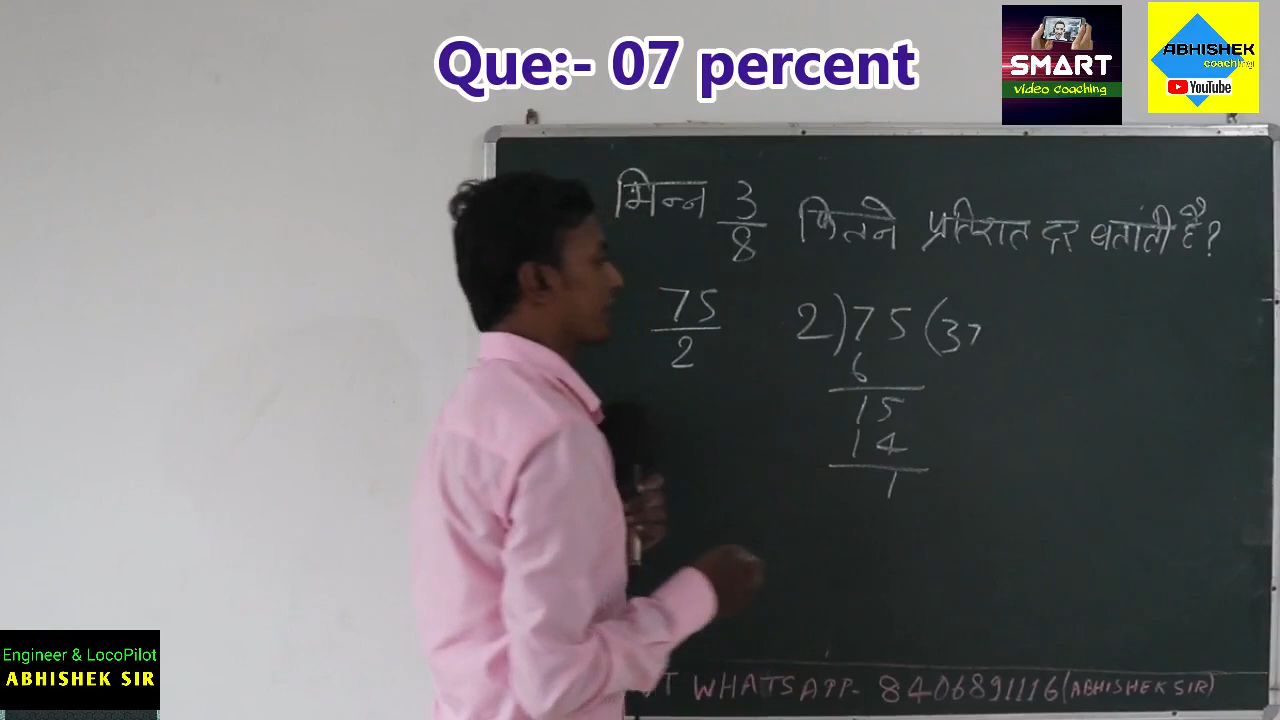 Que:- 07 percent
SMART
video coaching
ABHISHEK
coaching
YouTube
भिन्न 3/8 कितने प्रतिशत दर बतांती है?
75/2
2)75(37
6
15
14
1
WHATSAPP- 8406891116(ABHISHEK SIR)
Engineer & LocoPilot
ABHISHEK SIR